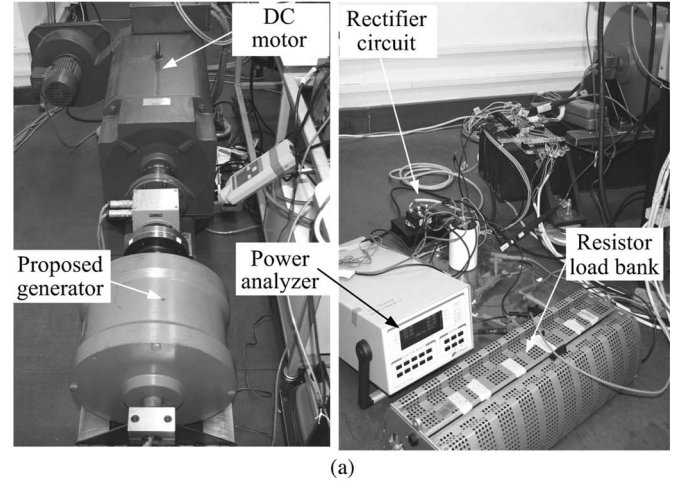 DC
motor
Rectifier
circuit
Proposed
generator
Power
analyzer
Resistor
load bank
(a)